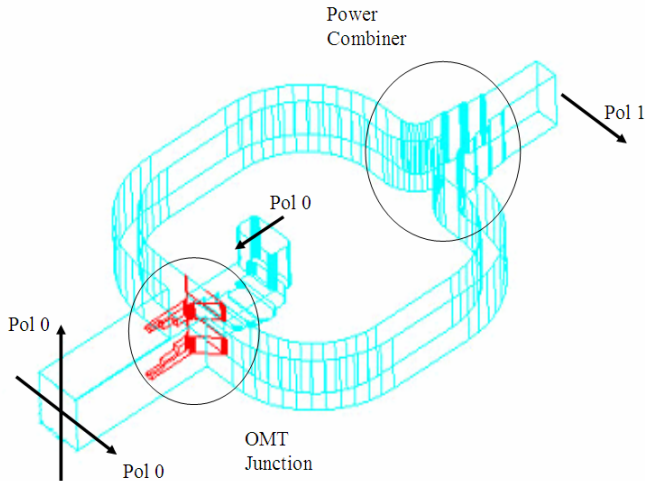 Power
Combiner
Pol 1
Pol 0
Pol 0
Pol 0
OMT
Junction